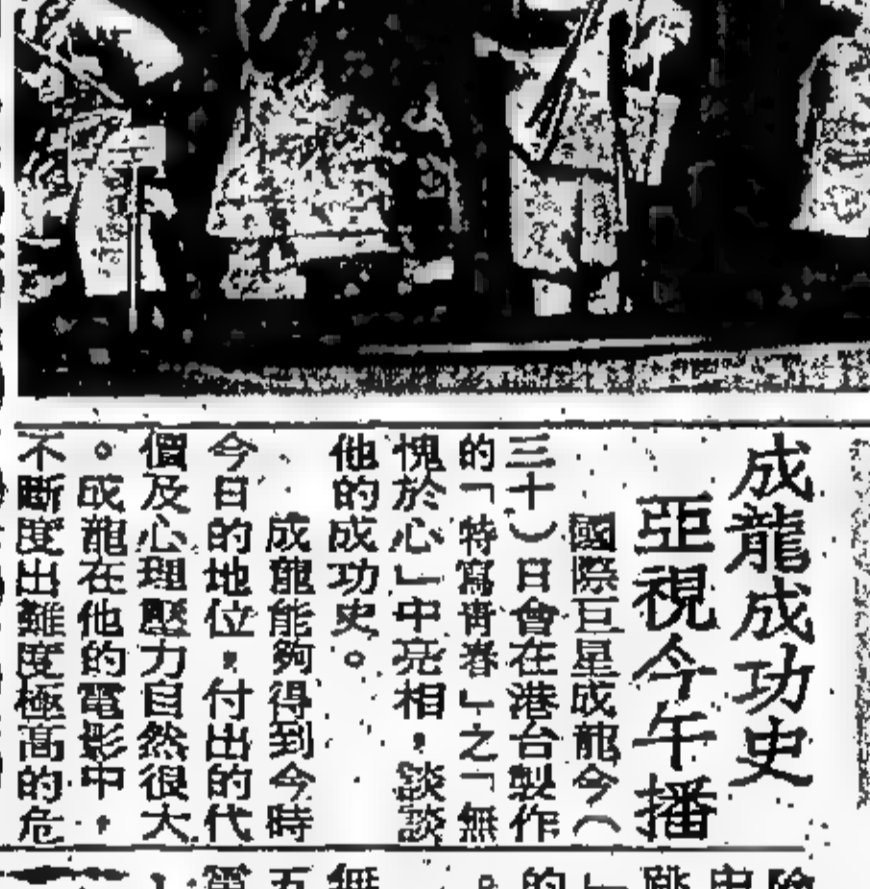 成龍成功史
亞視今午播
國際巨星成龍今（
三十）日會在港台製作
的「特寫青春」之「無
愧於心」中亮相，談談
他的成功史。
成龍能夠得到今時
今日的地位，付出的代
價及心理壓力自然很大
。成龍在他的電影中，
不斷度出難度極高的危